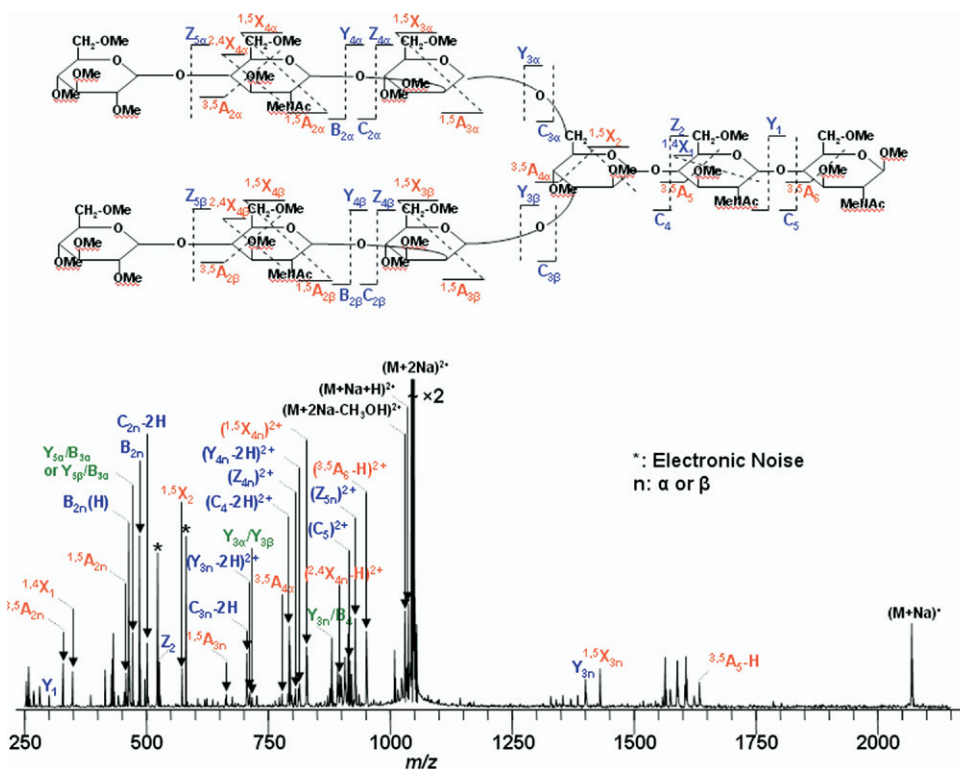 1,5X4α 1,5X3α
CH2-OMe Z5α 2,4X4α CH2-OMe Y4α Z4α CH2-OMe
Y3α
O OMe O O OMe O O OMe O
OMe OMe 3,5A2α MeNAc 1,5A2α B2α C2α OMe 1,5A3α
O
C3α CH2 1,5X2 Z2 CH2-OMe Y1 CH2-OMe
1,4X1
3,5A4α O OMe O OMe O O OMe O OMe
OMe 3,5A5 MeNAc 3,5A6 MeNAc
C4 C5
1,5X4β 1,5X3β Y3β
CH2-OMe Z5β 2,4X4β CH2-OMe Y4β Z4β CH2-OMe
O OMe O O OMe O O OMe O
O
C3β
OMe OMe 3,5A2β MeNAc 1,5A2β B2β C2β OMe 1,5A3β
(M+2Na)2+
(M+Na+H)2+
×2
(M+2Na-CH3OH)2+
C2n-2H
(1,5X4n)2+
B2n
(Y4n-2H)2+
Y5α/B3α
or Y5β/B3α
(3,5A6-H)2+
*: Electronic Noise
n: α or β
(Z4n)2+
1,5X2
B2n(H)
(Z5n)2+
(C4-2H)2+
*
*
(C5)2+
Y3α/Y3β
1,5A2n
(Y3n-2H)2+
(2,4X4n-H)2+
3,5A4α
1,4X1
3,5A2n
C3n-2H
Y3n/B4
(M+Na)+
1,5A3n
Z2
Y1
Y3n
1,5X3n
3,5A5-H
250 500 750 1000 1250 1500 1750 2000
m/z